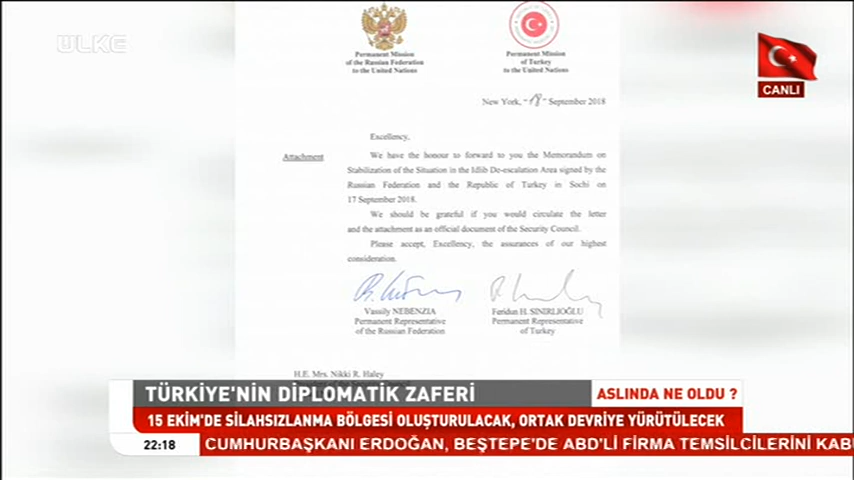 ÜLKE
Permanent Mission
of the Russian Federation
to the United Nations
Permanent Mission
of Turkey
to the United Nations
CANLI
New York, "18" September 2018
Excellency,
Attachment
We have the honour to forward to you the Memorandum on
Stabilization of the Situation in the Idlib De-escalation Area signed by the
Russian Federation and the Republic of Turkey in Sochi on
17 September 2018.
We should be grateful if you would circulate the letter
and the attachment as an official document of the Security Council.
Please accept, Excellency, the assurances of our highest
consideration.
Vassily NEBENZIA
Permanent Representative
of the Russian Federation
Feridun H. SINIRLIOĞLU
Permanent Representative
of Turkey
H.E. Mrs. Nikki R. Haley
TÜRKİYE'NİN DİPLOMATİK ZAFERİ
ASLINDA NE OLDU ?
15 EKİM'DE SİLAHSIZLANMA BÖLGESİ OLUŞTURULACAK, ORTAK DEVRİYE YÜRÜTÜLECEK
22:18
CUMHURBAŞKANI ERDOĞAN, BEŞTEPE'DE ABD'Lİ FİRMA TEMSİLCİLERİNİ KABU